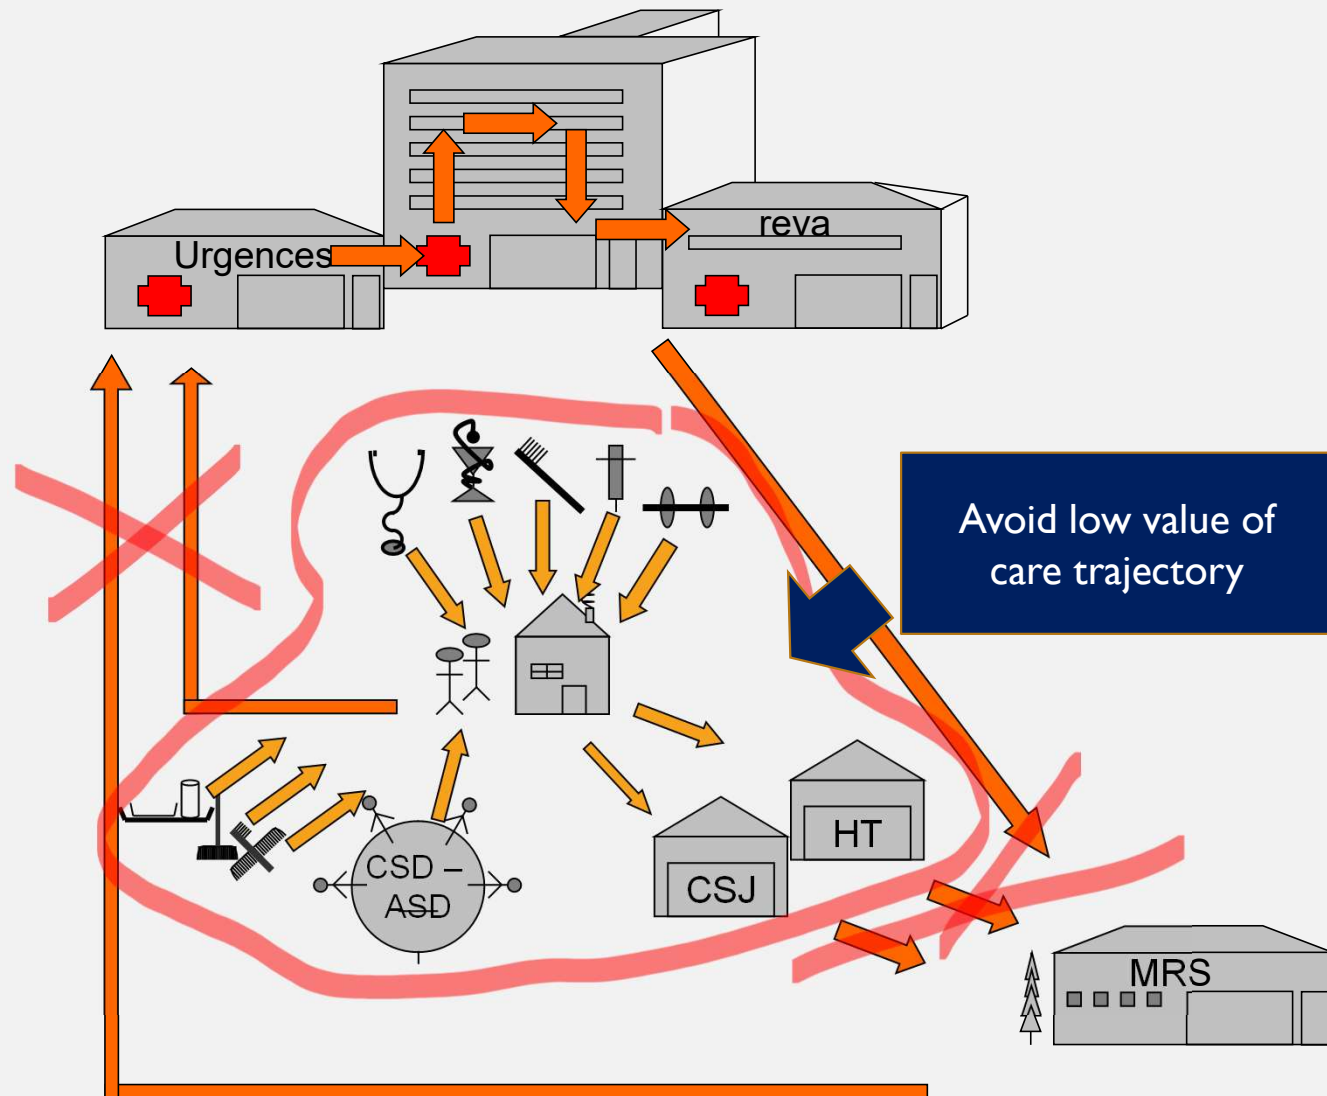 Urgences
reva
Avoid low value of
care trajectory
CSD –
ASD
HT
CSJ
MRS